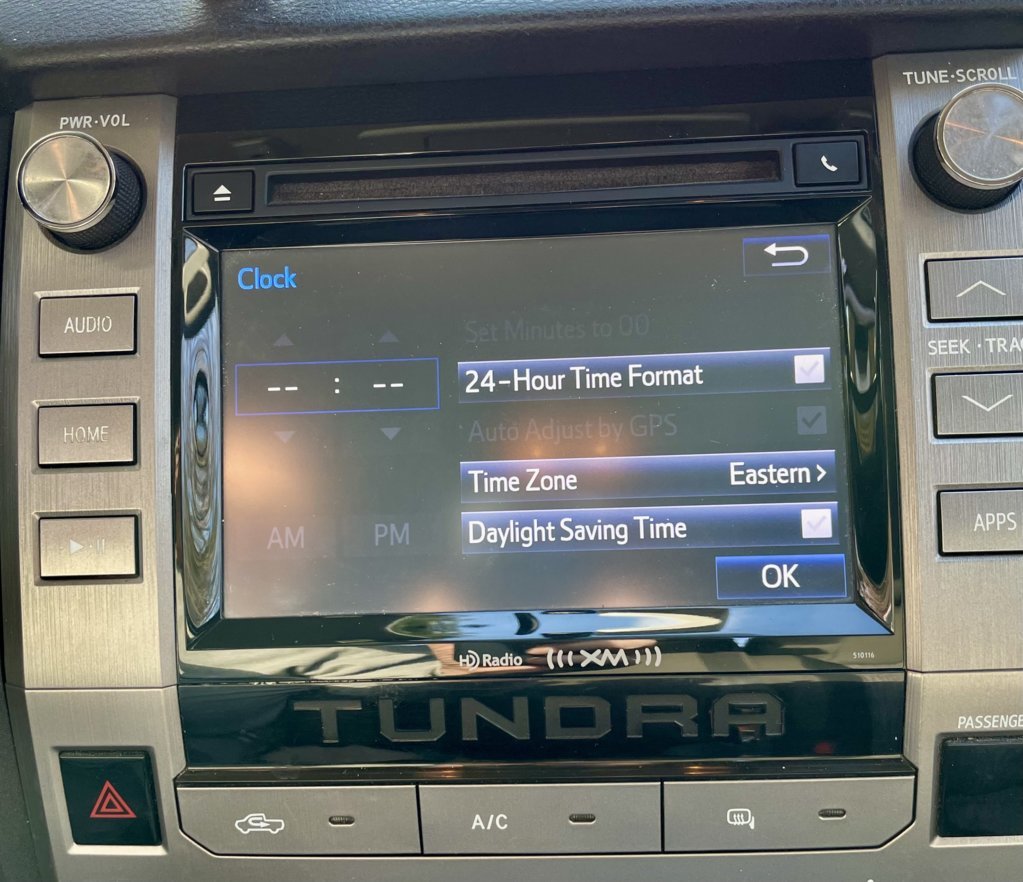 PWR·VOL
TUNE·SCROLL
Clock
AUDIO
Set Minutes to 00
SEEK · TRAC
-- : --
24-Hour Time Format
HOME
Auto Adjust by GPS
Time Zone Eastern >
AM PM
Daylight Saving Time
APPS
OK
HD Radio ((( XM )))
510116
TUNDRA
PASSENGE
A/C